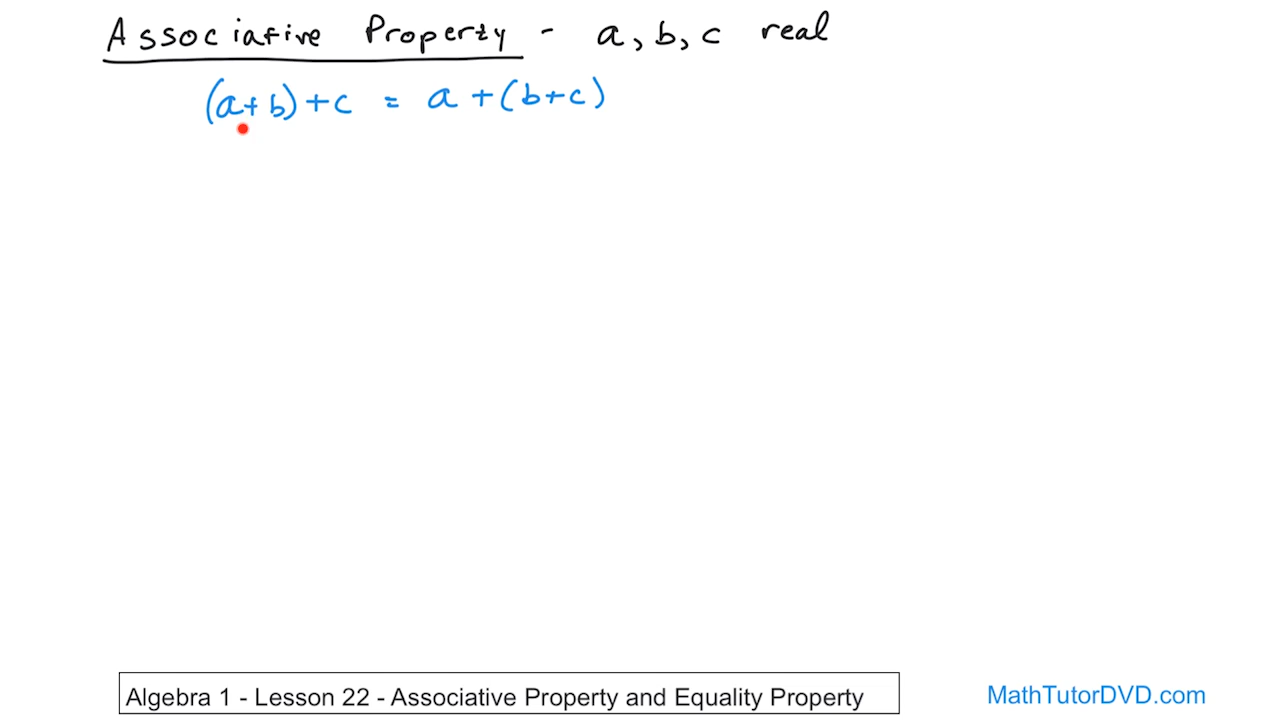 Associative Property - a, b, c real
(a+b)+c = a+(b+c)
Algebra 1 - Lesson 22 - Associative Property and Equality Property
MathTutorDVD.com